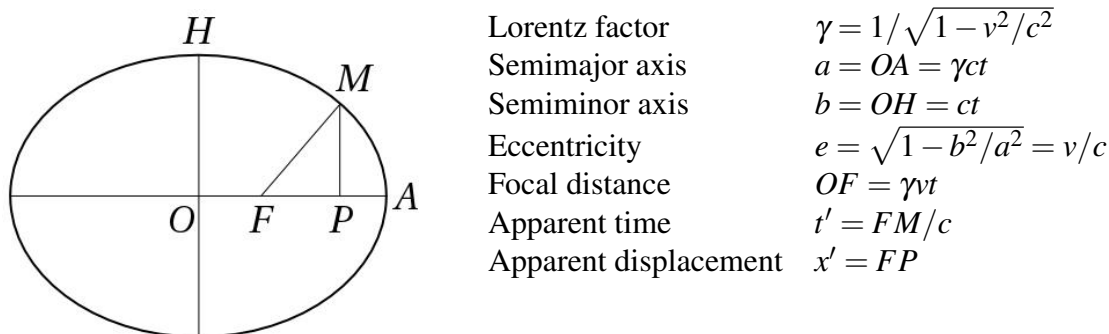 H
M
O
F
P
A
Lorentz factor γ = 1/√(1 − v²/c²)
Semimajor axis a = OA = γct
Semiminor axis b = OH = ct
Eccentricity e = √(1 − b²/a²) = v/c
Focal distance OF = γvt
Apparent time t′ = FM/c
Apparent displacement x′ = FP